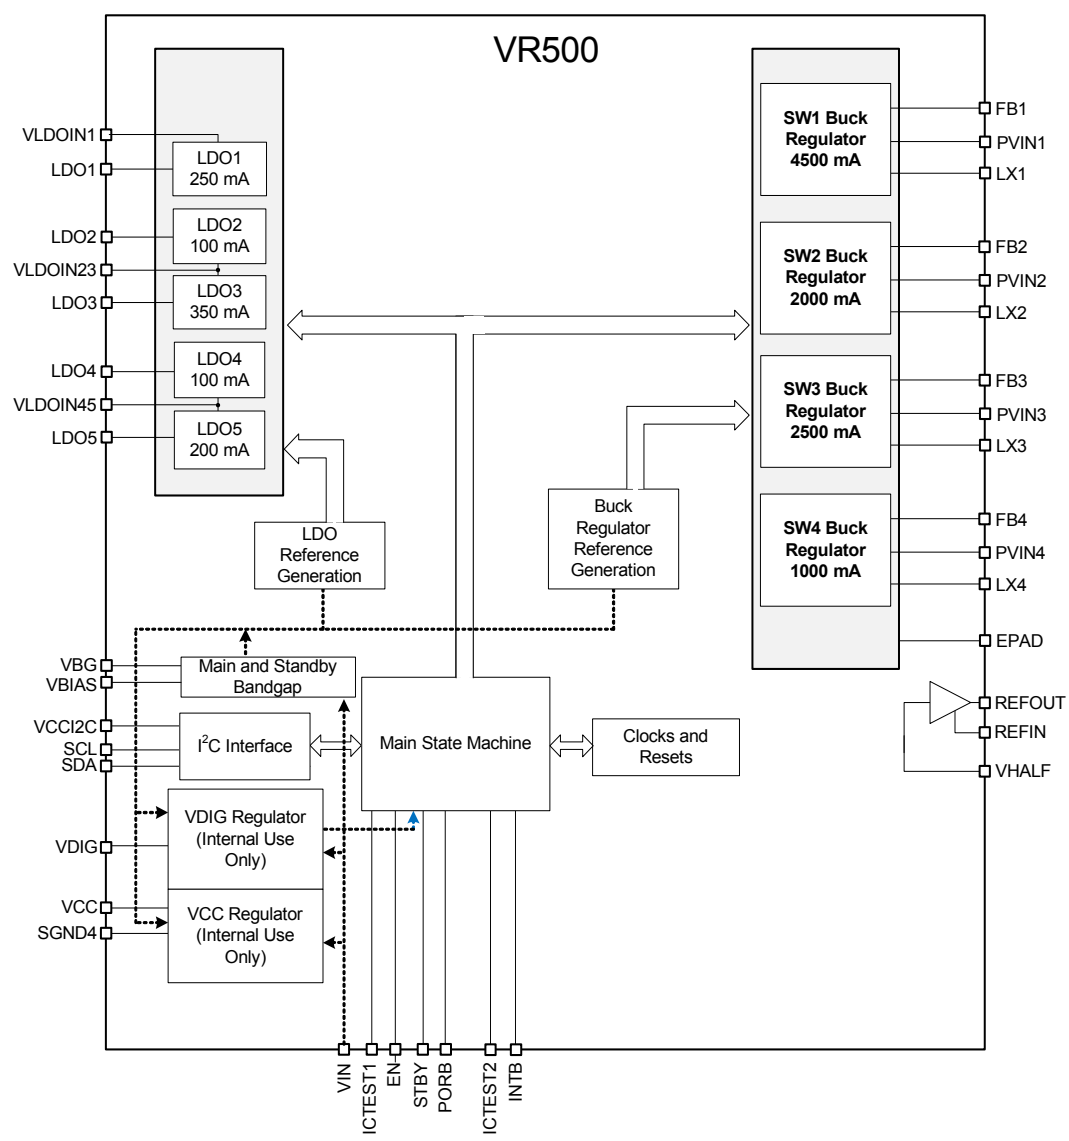 VR500
VLDOIN1
LDO1
LDO2
VLDOIN23
LDO3
LDO4
VLDOIN45
LDO5
LDO1
250 mA
LDO2
100 mA
LDO3
350 mA
LDO4
100 mA
LDO5
200 mA
SW1 Buck
Regulator
4500 mA
SW2 Buck
Regulator
2000 mA
SW3 Buck
Regulator
2500 mA
SW4 Buck
Regulator
1000 mA
FB1
PVIN1
LX1
FB2
PVIN2
LX2
FB3
PVIN3
LX3
FB4
PVIN4
LX4
EPAD
REFOUT
REFIN
VHALF
LDO
Reference
Generation
Buck
Regulator
Reference
Generation
VBG
VBIAS
VCCI2C
SCL
SDA
VDIG
VCC
SGND4
Main and Standby
Bandgap
I²C Interface
Main State Machine
Clocks and
Resets
VDIG Regulator
(Internal Use
Only)
VCC Regulator
(Internal Use
Only)
VIN
ICTEST1
EN
STBY
PORB
ICTEST2
INTB